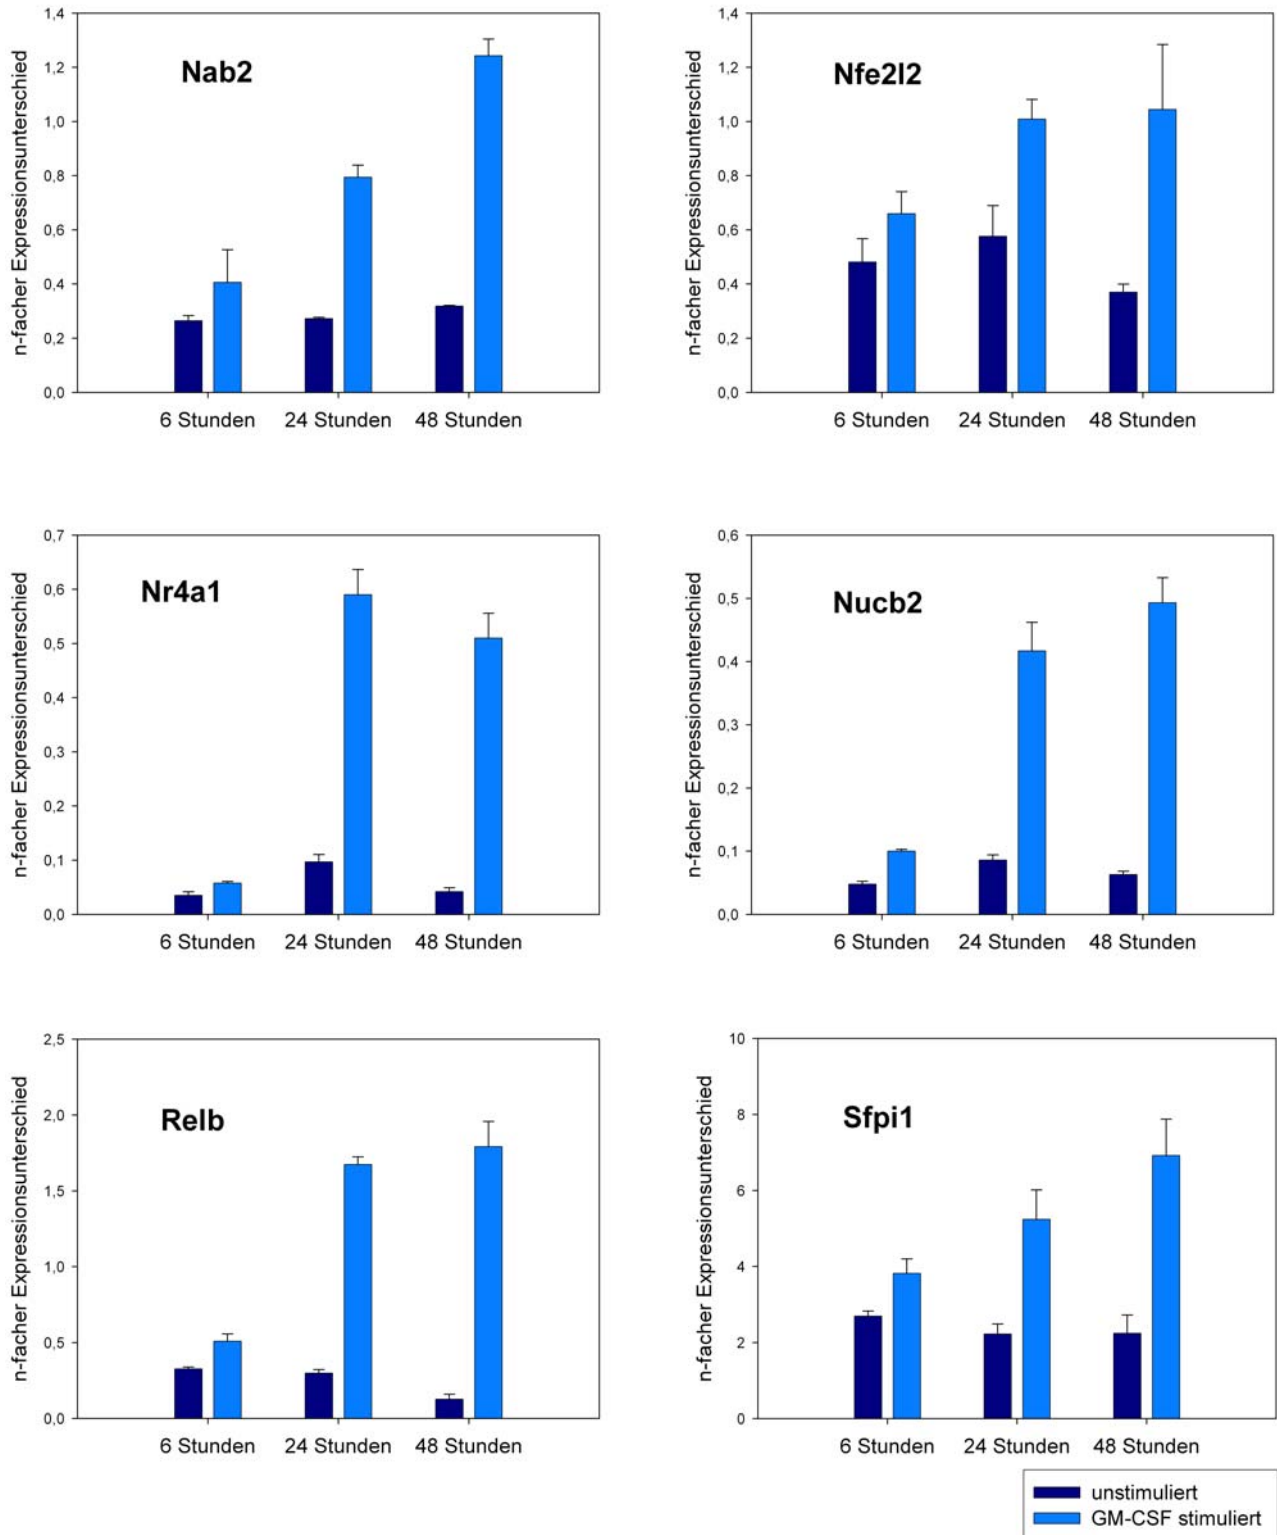 Nab2
n-facher Expressionsunterschied
1,4
1,2
1,0
0,8
0,6
0,4
0,2
0,0
6 Stunden 24 Stunden 48 Stunden
Nfe2l2
n-facher Expressionsunterschied
1,4
1,2
1,0
0,8
0,6
0,4
0,2
0,0
6 Stunden 24 Stunden 48 Stunden
Nr4a1
n-facher Expressionsunterschied
0,7
0,6
0,5
0,4
0,3
0,2
0,1
0,0
6 Stunden 24 Stunden 48 Stunden
Nucb2
n-facher Expressionsunterschied
0,6
0,5
0,4
0,3
0,2
0,1
0,0
6 Stunden 24 Stunden 48 Stunden
Relb
n-facher Expressionsunterschied
2,5
2,0
1,5
1,0
0,5
0,0
6 Stunden 24 Stunden 48 Stunden
Sfpi1
n-facher Expressionsunterschied
10
8
6
4
2
0
6 Stunden 24 Stunden 48 Stunden
unstimuliert
GM-CSF stimuliert